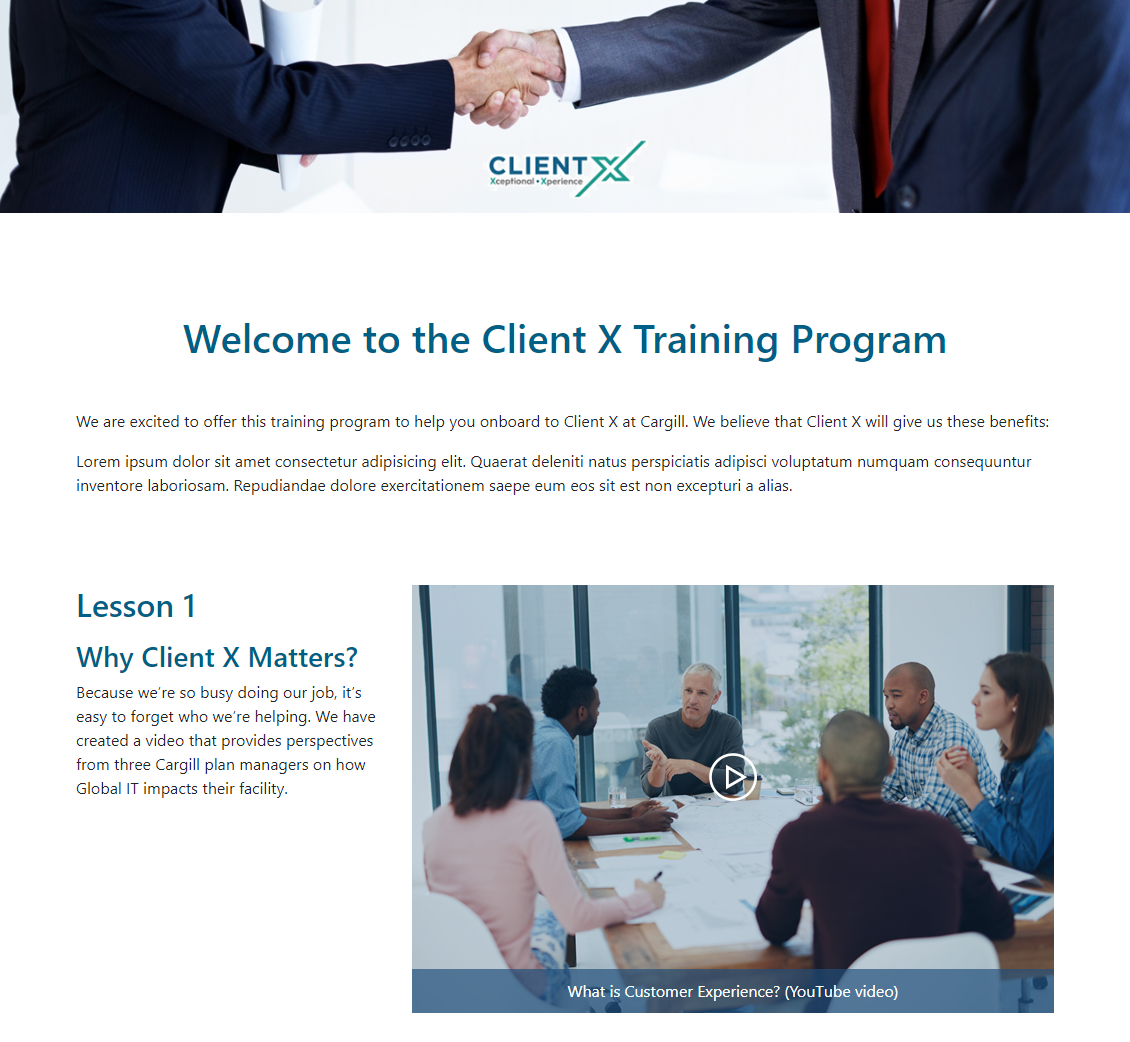 CLIENT X
Xceptional • Xperience
Welcome to the Client X Training Program
We are excited to offer this training program to help you onboard to Client X at Cargill. We believe that Client X will give us these benefits:
Lorem ipsum dolor sit amet consectetur adipisicing elit. Quaerat deleniti natus perspiciatis adipisci voluptatum numquam consequuntur
inventore laboriosam. Repudiandae dolore exercitationem saepe eum eos sit est non excepturi a alias.
Lesson 1
Why Client X Matters?
Because we’re so busy doing our job, it’s
easy to forget who we’re helping. We have
created a video that provides perspectives
from three Cargill plan managers on how
Global IT impacts their facility.
What is Customer Experience? (YouTube video)